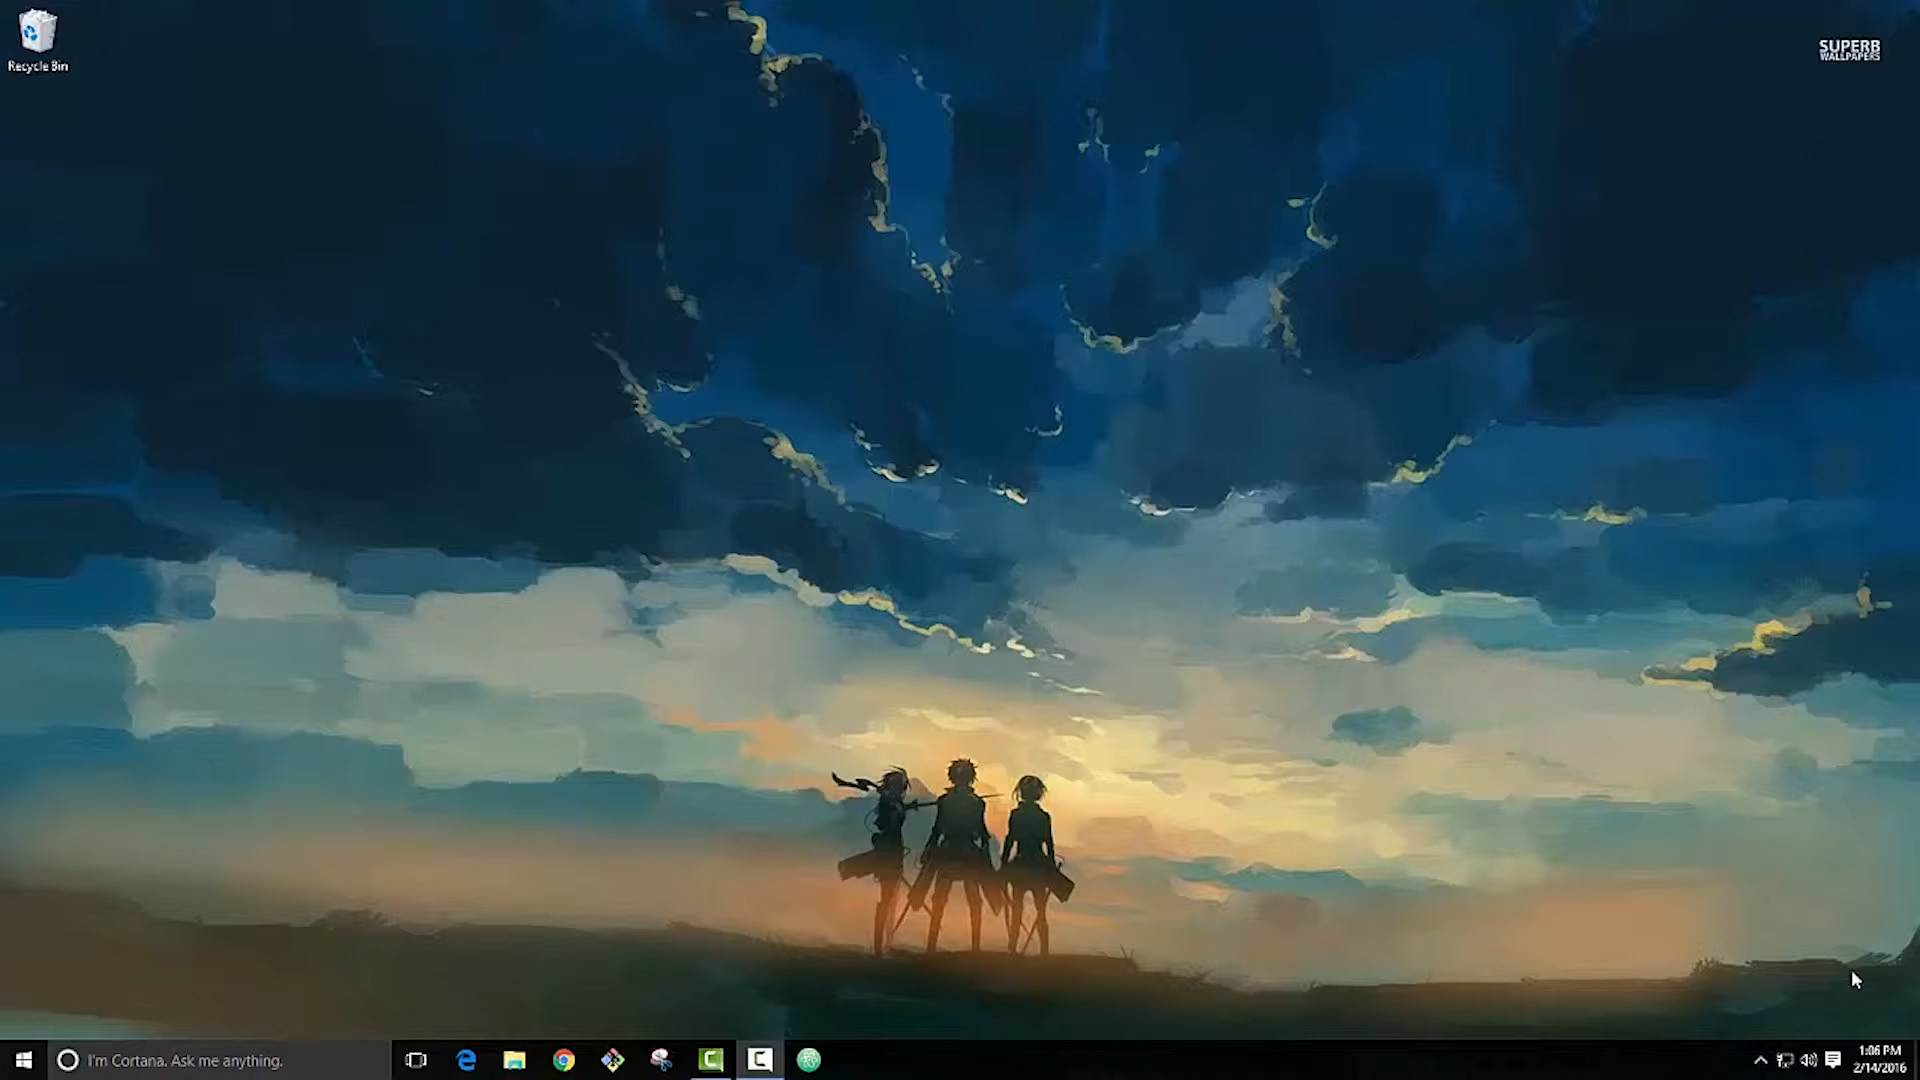 Recycle Bin
SUPERB
WALLPAPERS
I'm Cortana. Ask me anything.
1:06 PM
2/14/2016